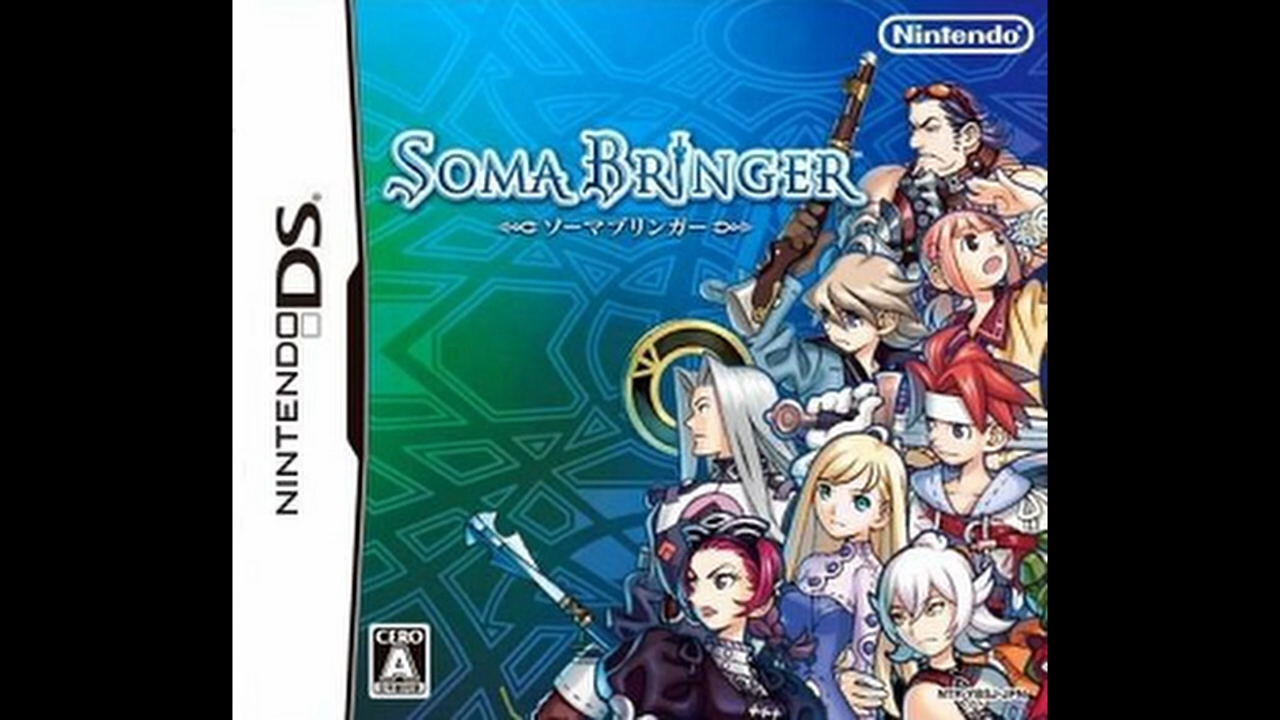 Nintendo
SOMA BRINGER
ソーマブリンガー
NINTENDO DS
CERO
A